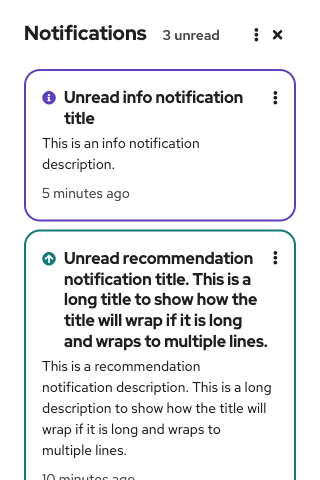 Notifications 3 unread
Unread info notification
title
This is an info notification
description.
5 minutes ago
Unread recommendation
notification title. This is a
long title to show how the
title will wrap if it is long
and wraps to multiple lines.
This is a recommendation
notification description. This is a long
description to show how the title will
wrap if it is long and wraps to
multiple lines.
10 minutes ago